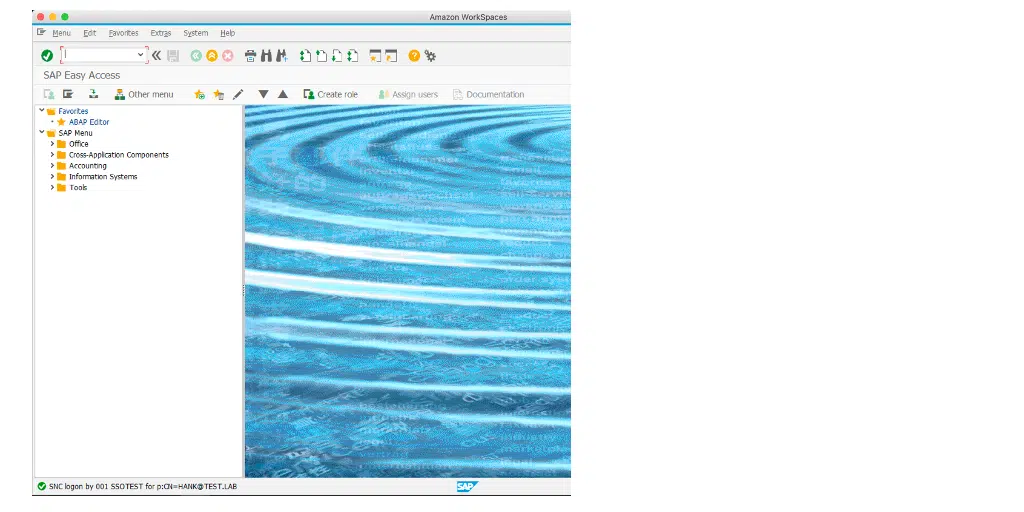 Amazon WorkSpaces
Menu Edit Favorites Extras System Help
SAP Easy Access
Other menu Create role Assign users Documentation
Favorites
ABAP Editor
SAP Menu
Office
Cross-Application Components
Accounting
Information Systems
Tools
SNC logon by 001 SSOTEST for p:CN=HANK@TEST.LAB
SAP